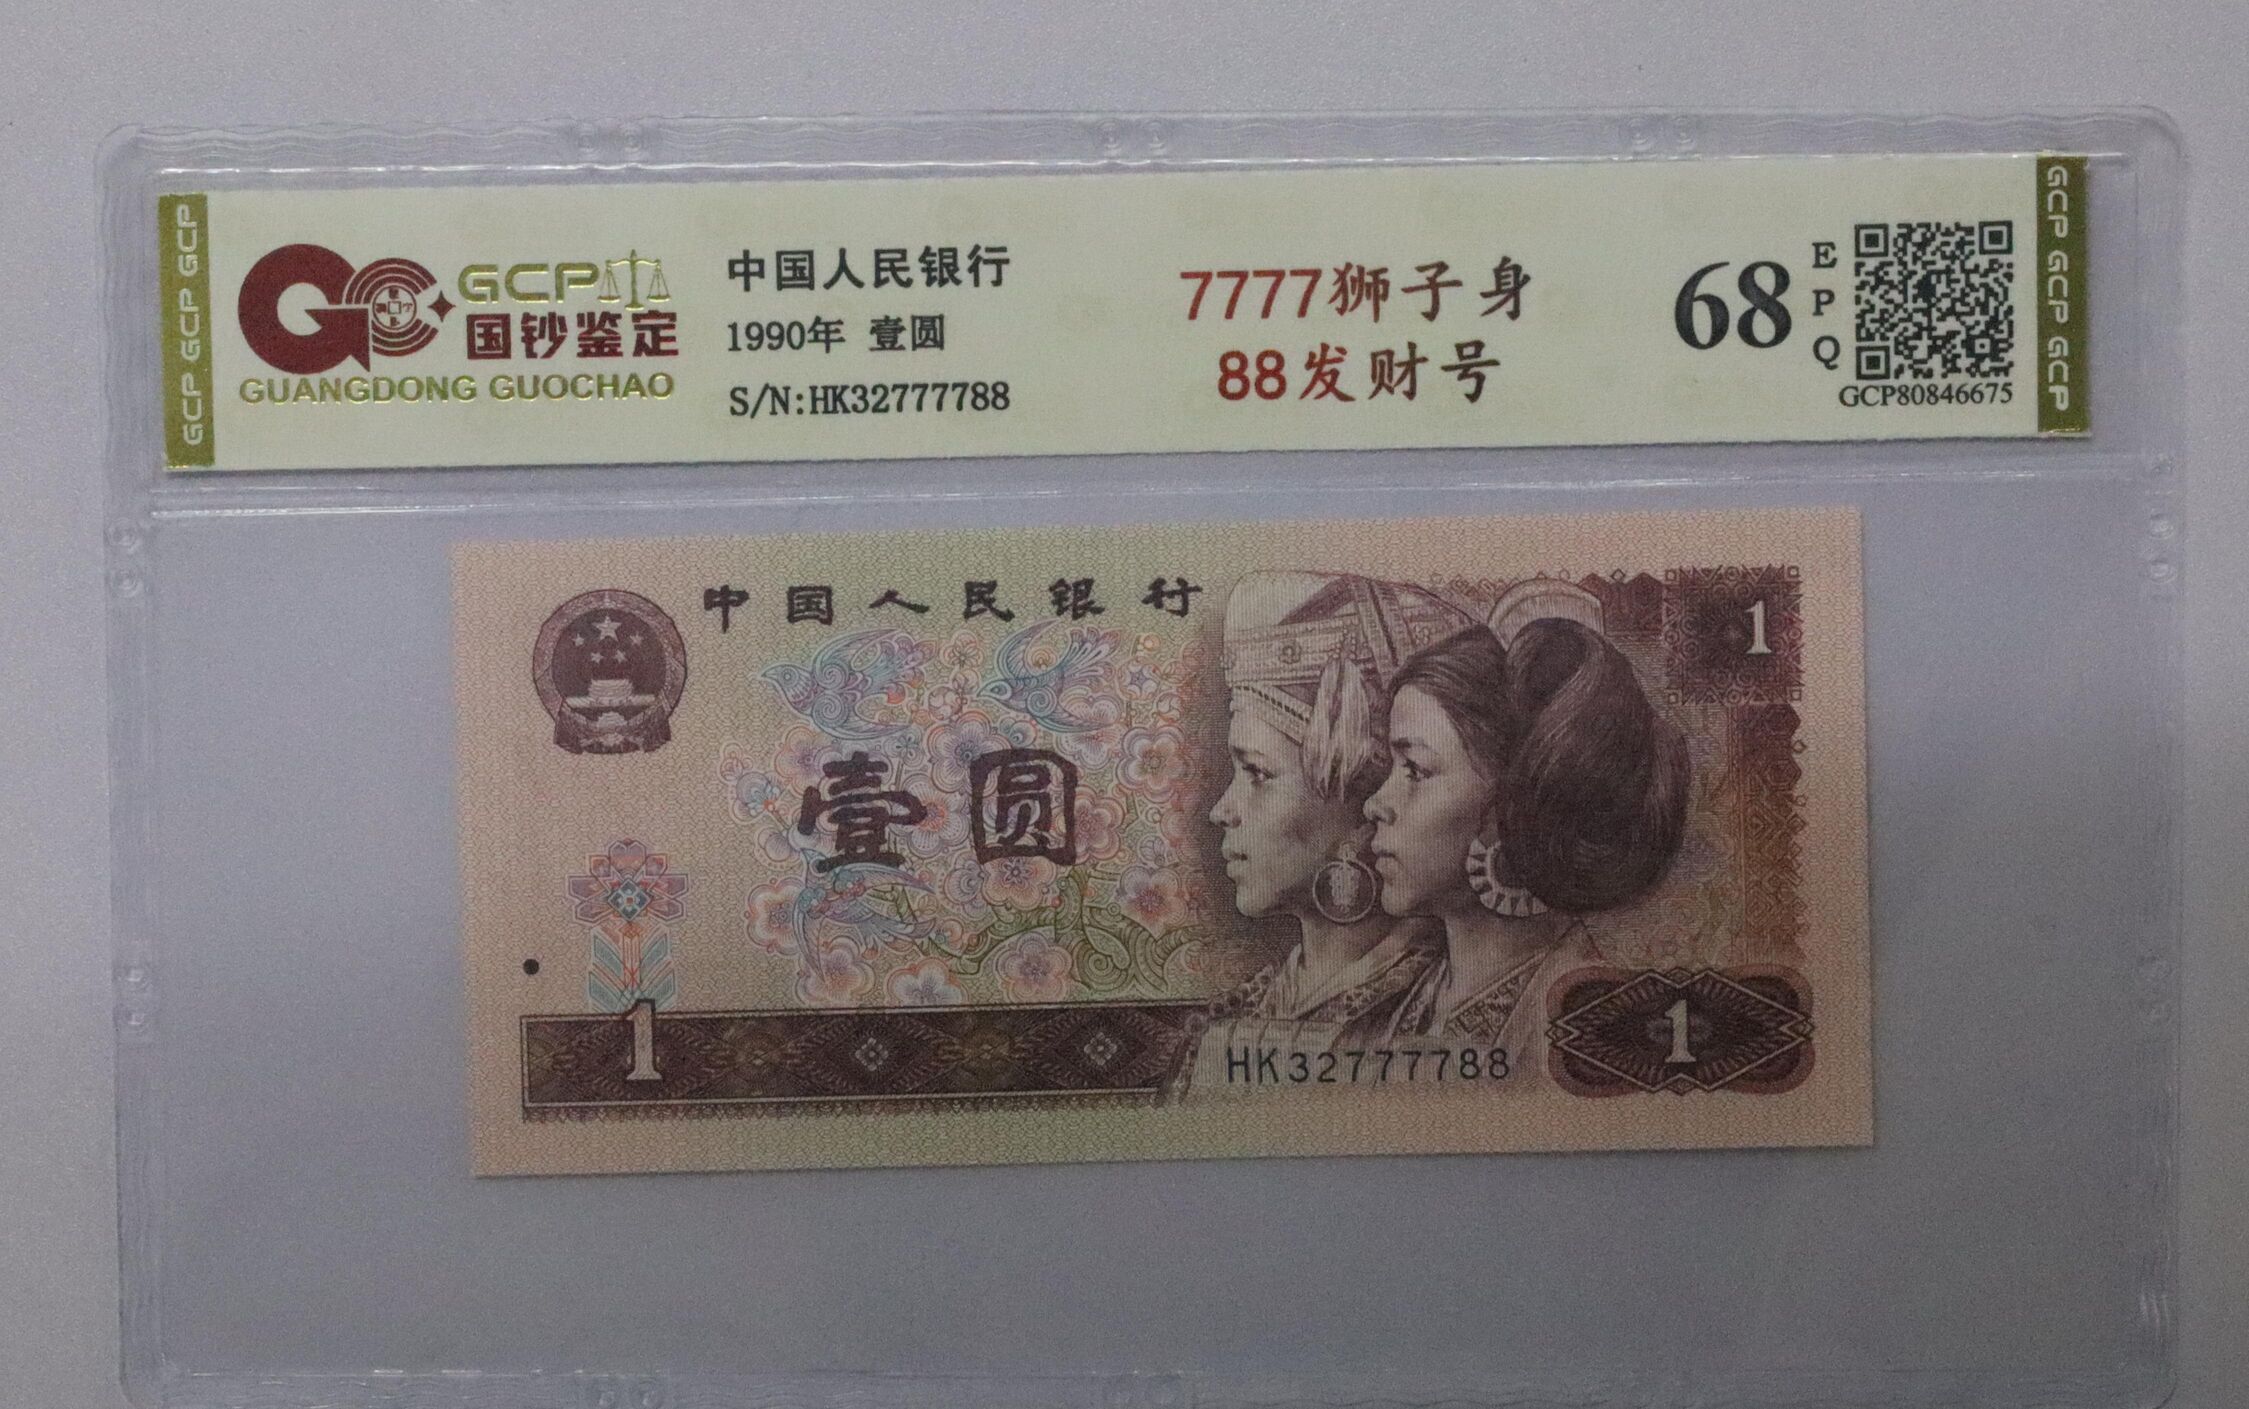 GCP GCP GCP
GCP
国钞鉴定
GUANGDONG GUOCHAO
中国人民银行
1990年 壹圆
S/N:HK32777788
7777狮子身
88发财号
68
EPQ
GCP80846675
GCP GCP GCP
中国人民银行
1
壹圆
1
HK32777788
1